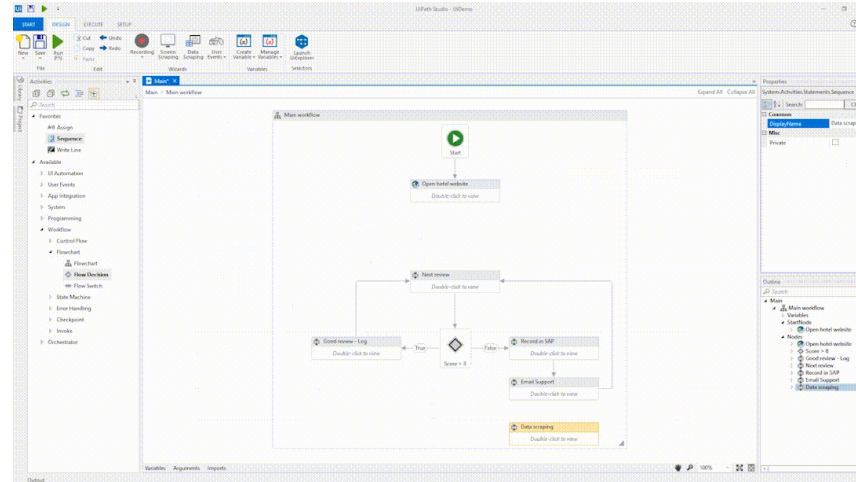 UiPath Studio - UiDemo
START DESIGN EXECUTE SETUP
New Save Run
Cut Undo
Copy Redo
Paste
Recording Screen Scraping Data Scraping User Events Create Variable Manage Variables Launch UiExplorer
File Edit Wizards Variables Selectors
Activities
Main*
Properties
Main Main workflow
Expand All Collapse All
System.Activities.Statements.Sequence
Library
Project
Search
Search:
Favorites
Assign
Sequence
Write Line
Available
UI Automation
User Events
App Integration
System
Programming
Workflow
Control Flow
Flowchart
Flowchart
Flow Decision
Flow Switch
State Machine
Error Handling
Checkpoint
Invoke
Orchestrator
Main workflow
Start
Open hotel website
Double-click to view
Next review
Double-click to view
Good review - Log
Double-click to view
True
Score > 8
False
Record in SAP
Double-click to view
Email Support
Double-click to view
Data scraping
Double-click to view
Common
DisplayName Data scrapi
Misc
Private
Outline
Search
Main
Main workflow
Variables
StartNode
Open hotel website
Nodes
Open hotel website
Score > 8
Good review - Log
Next review
Record in SAP
Email Support
Data scraping
Variables Arguments Imports
100%
Output